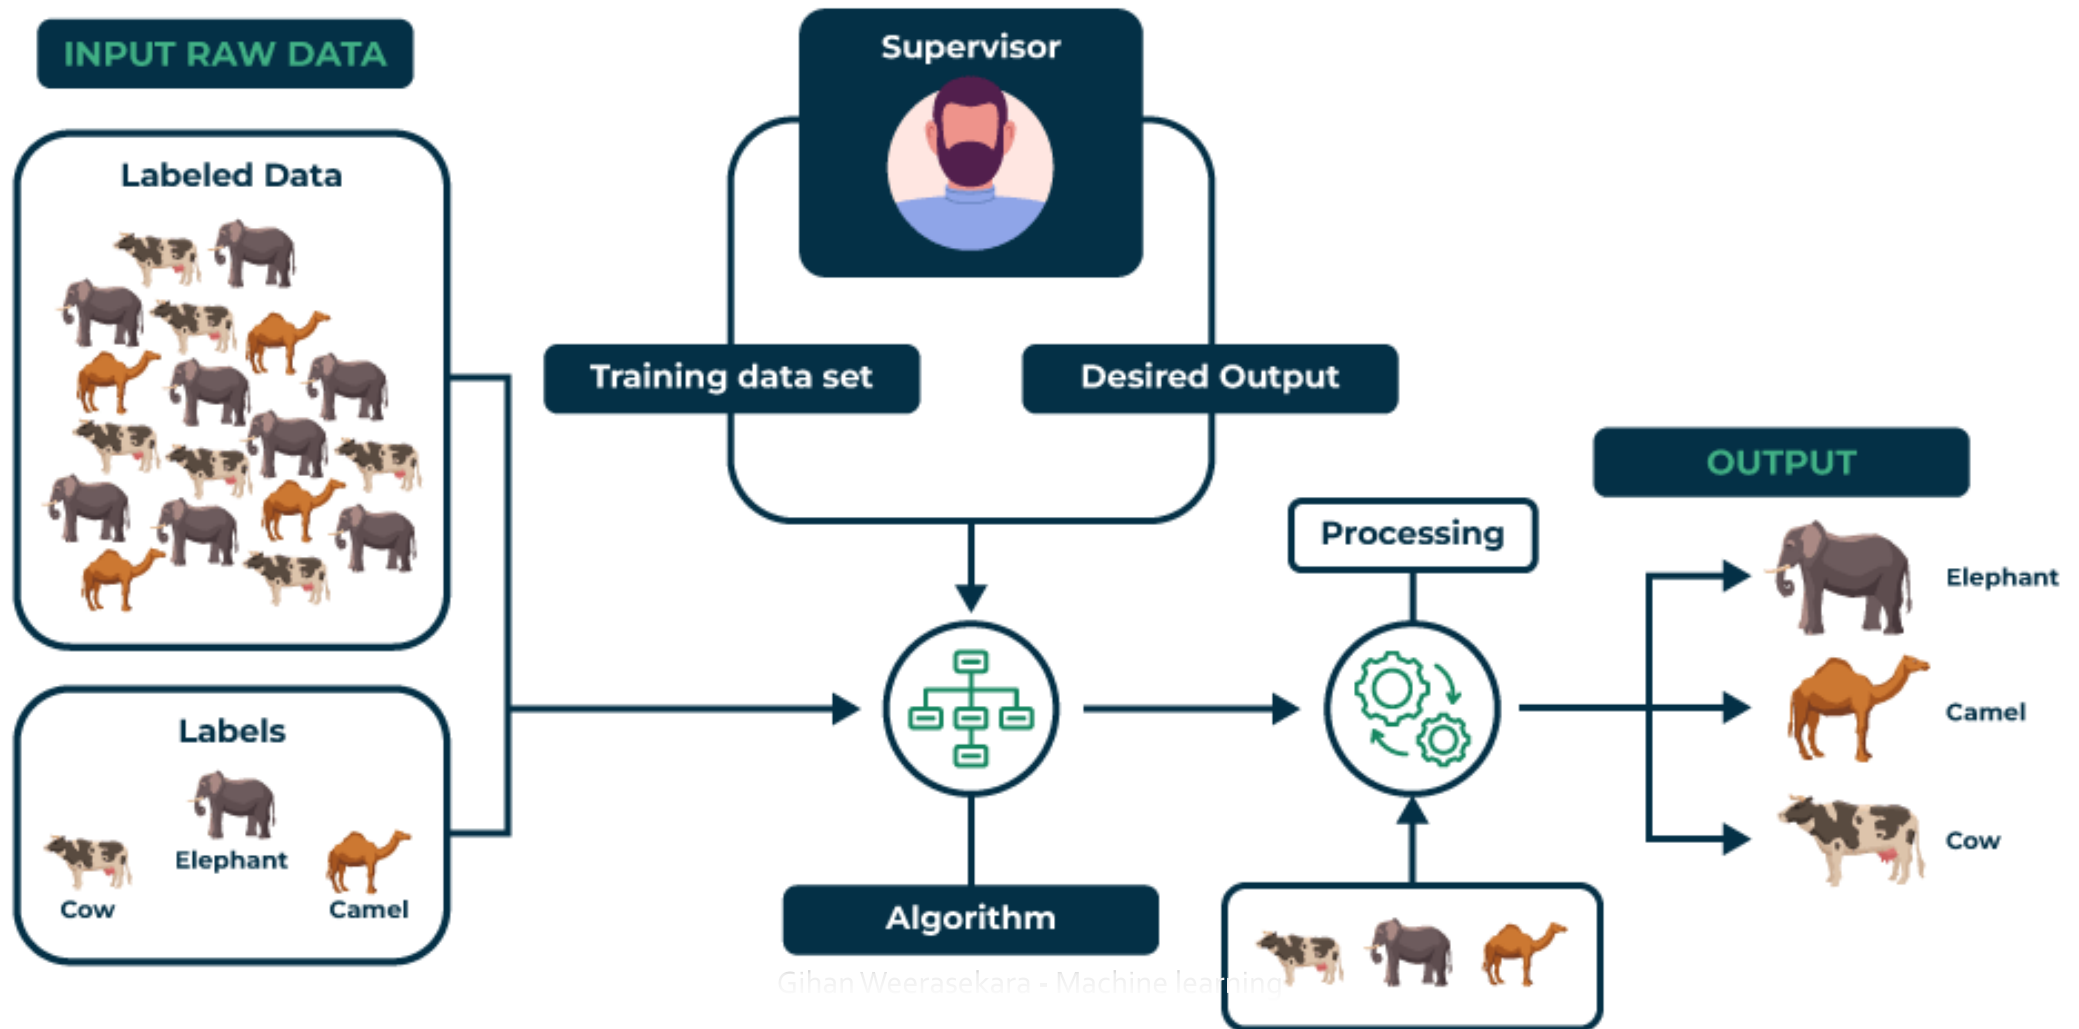 INPUT RAW DATA
Supervisor
Labeled Data
Training data set
Desired Output
OUTPUT
Processing
Elephant
Camel
Cow
Labels
Elephant
Cow
Camel
Algorithm
Gihan Weerasekara - Machine learning